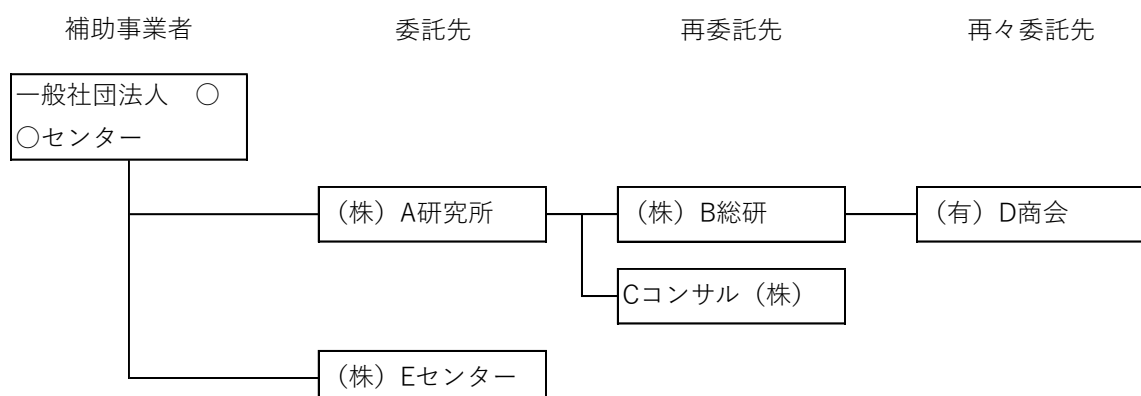 補助事業者 委託先 再委託先 再々委託先
一般社団法人　○
○センター
（株）A研究所 （株）B総研 （有）D商会
Cコンサル（株）
（株）Eセンター